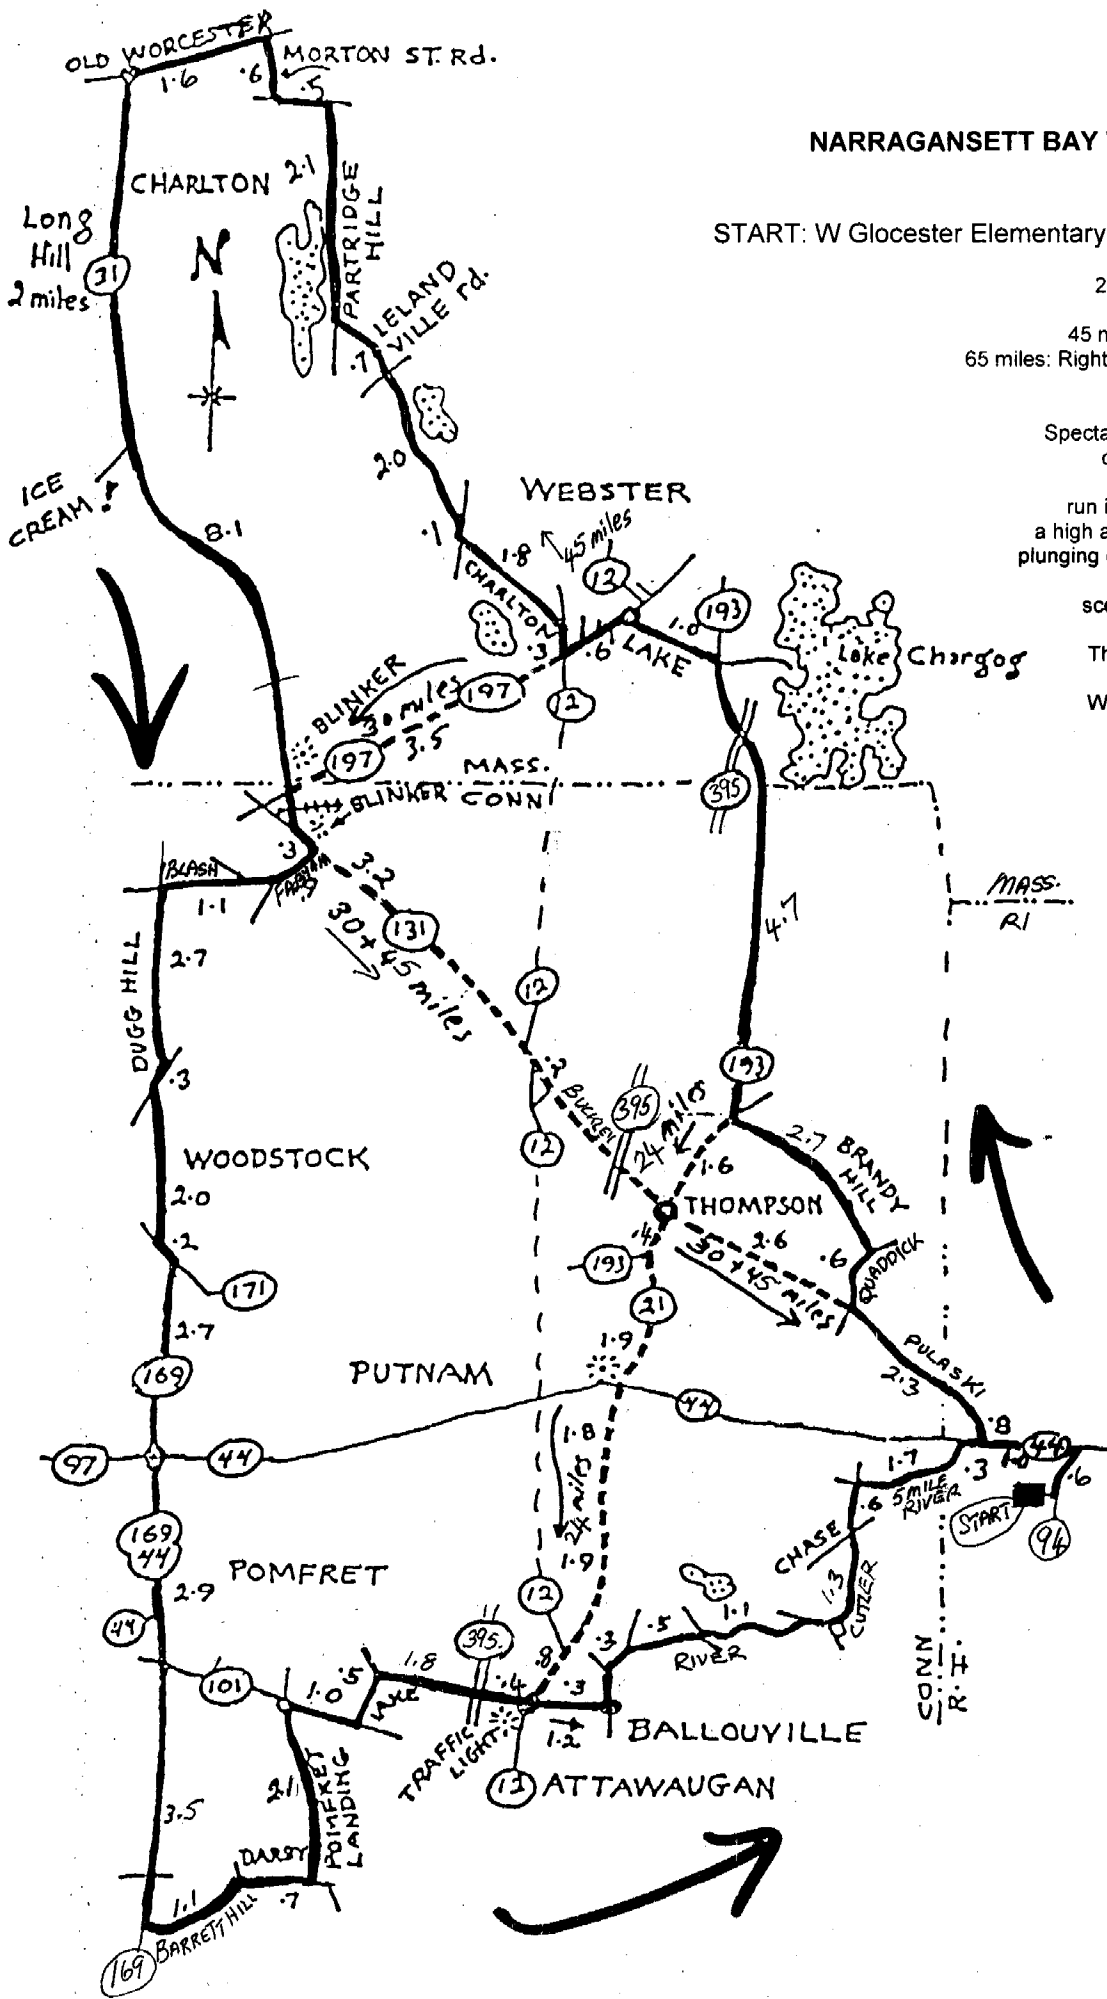 OLD WORCESTER
1.6
.6
MORTON ST. Rd.
.5
NARRAGANSETT BAY
START: W Glocester Elementary
2
45 m
65 miles: Right
Specta
run i
a high a
plunging
sce
Th
W
CHARLTON
2.1
PARTRIDGE
HILL
Long
Hill
2 miles
31
N
LELAND
VILLE Rd.
.7
2.0
ICE
CREAM!
8.1
WEBSTER
.1
1.8
45 miles
12
CHARLTON
.3
.6
LAKE
1.0
193
Lake Chargog
12
BLINKER
30 miles
197
3.5
197
MASS.
CONN
BLINKER
395
.3
BLASH
1.1
3.2
131
30 + 45 miles
MASS.
RI
4.7
DUGG HILL
2.7
.3
12
.2
BUCKLEY
395
12
193
24 miles
1.6
2.7
BRANDY
HILL
WOODSTOCK
2.0
.2
171
THOMPSON
.4
193
2.6
30 + 45 miles
.6
QUADDICK
21
2.7
169
1.9
PUTNAM
PULASKI
2.3
44
.8
97
44
1.8
24 miles
1.9
1.7
5 MILE
RIVER
.3
1.0
44
.6
START
94
169
44
2.9
POMFRET
44
12
.6
CHASE
1.3
CUTLER
1.1
.5
RIVER
.3
395
101
1.0
.5
LAKE
1.8
.4
.8
.3
1.2
TRAFFIC
LIGHT
BALLOUVILLE
12
ATTAWAUGAN
CONN
R.I.
2.1
POMFRET
LANDING
3.5
DARBY
.7
1.1
BARRETT HILL
169